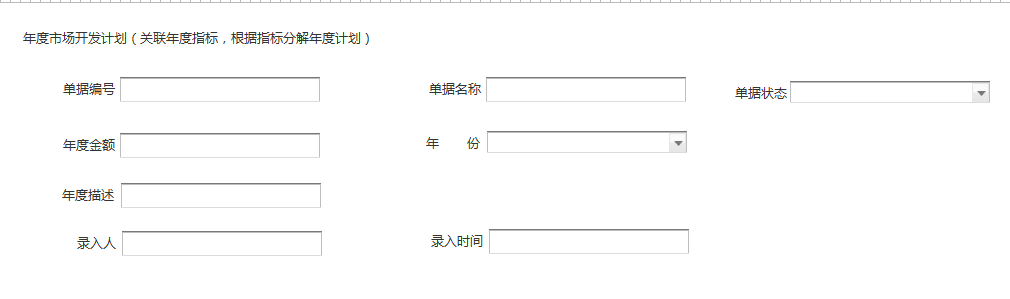 年度市场开发计划（关联年度指标，根据指标分解年度计划）
单据编号 单据名称 单据状态
年度金额 年 份
年度描述
录入人 录入时间